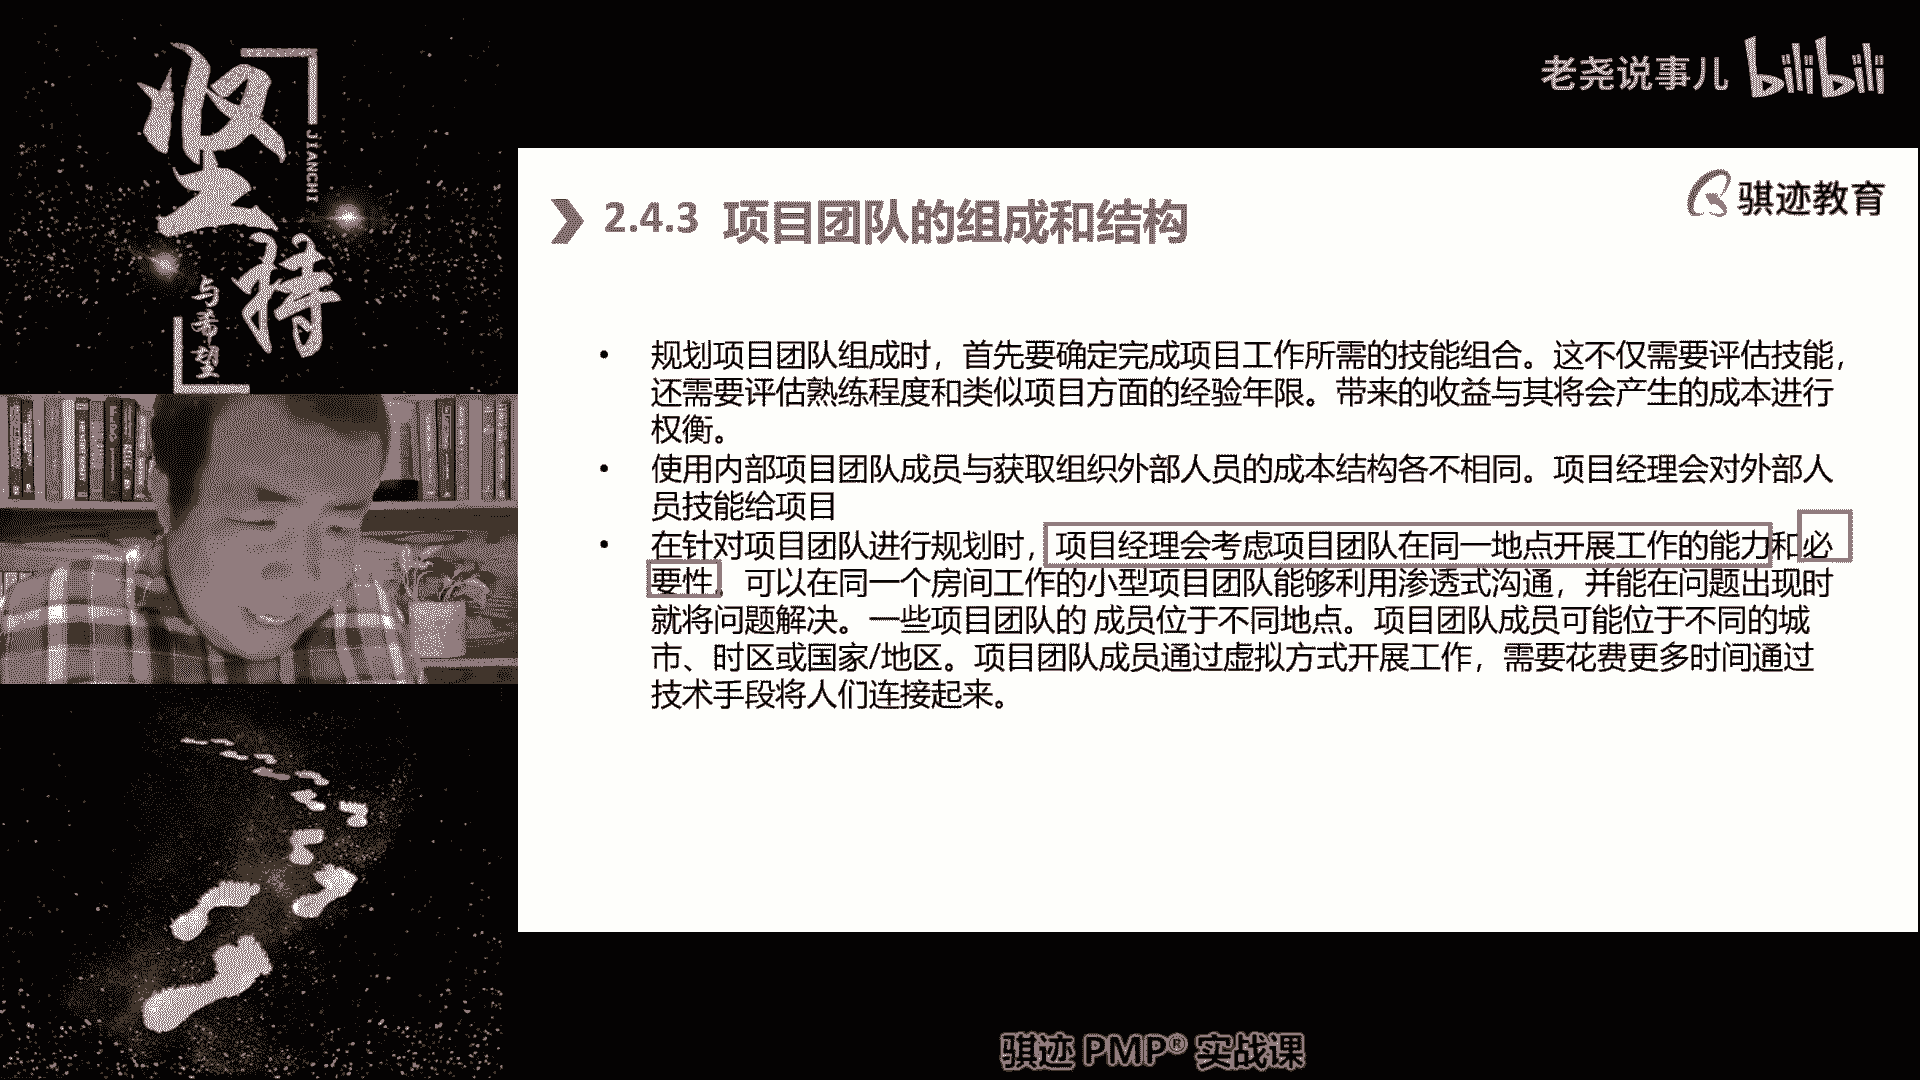 坚持
JIANCHI
与希望
老尧说事儿 bilibili
骐迹教育
2.4.3 项目团队的组成和结构
• 规划项目团队组成时，首先要确定完成项目工作所需的技能组合。这不仅需要评估技能，
还需要评估熟练程度和类似项目方面的经验年限。带来的收益与其将会产生的成本进行
权衡。
• 使用内部项目团队成员与获取组织外部人员的成本结构各不相同。项目经理会对外部人
员技能给项目
• 在针对项目团队进行规划时，项目经理会考虑项目团队在同一地点开展工作的能力和必
要性。可以在同一个房间工作的小型项目团队能够利用渗透式沟通，并能在问题出现时
就将问题解决。一些项目团队的 成员位于不同地点。项目团队成员可能位于不同的城
市、时区或国家/地区。项目团队成员通过虚拟方式开展工作，需要花费更多时间通过
技术手段将人们连接起来。
骐迹 PMP® 实战课